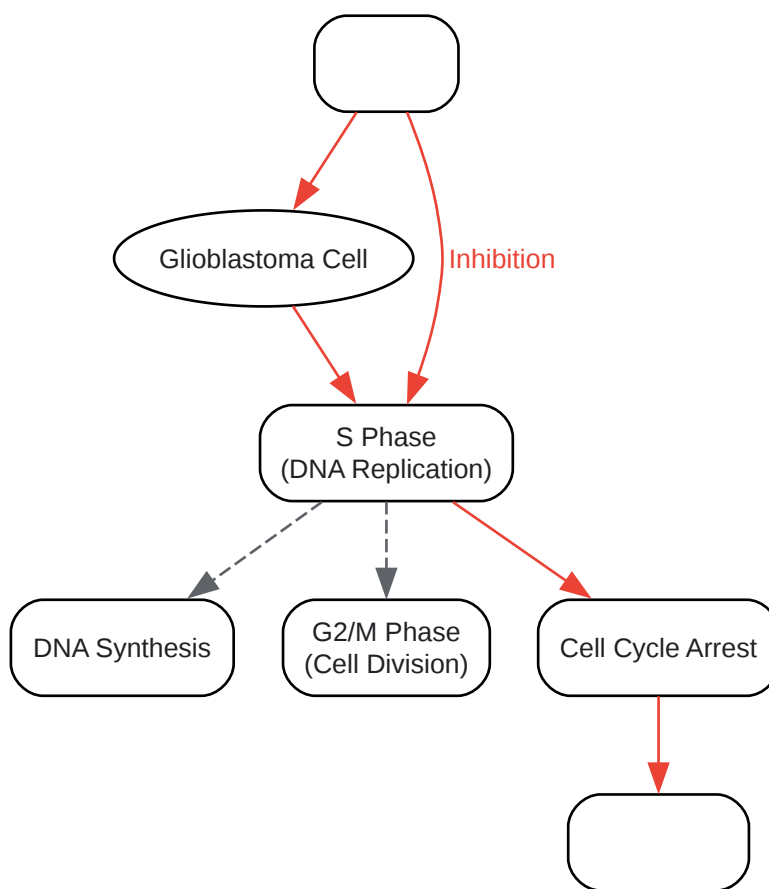 Glioblastoma Cell
Inhibition
S Phase
(DNA Replication)
DNA Synthesis
G2/M Phase
(Cell Division)
Cell Cycle Arrest